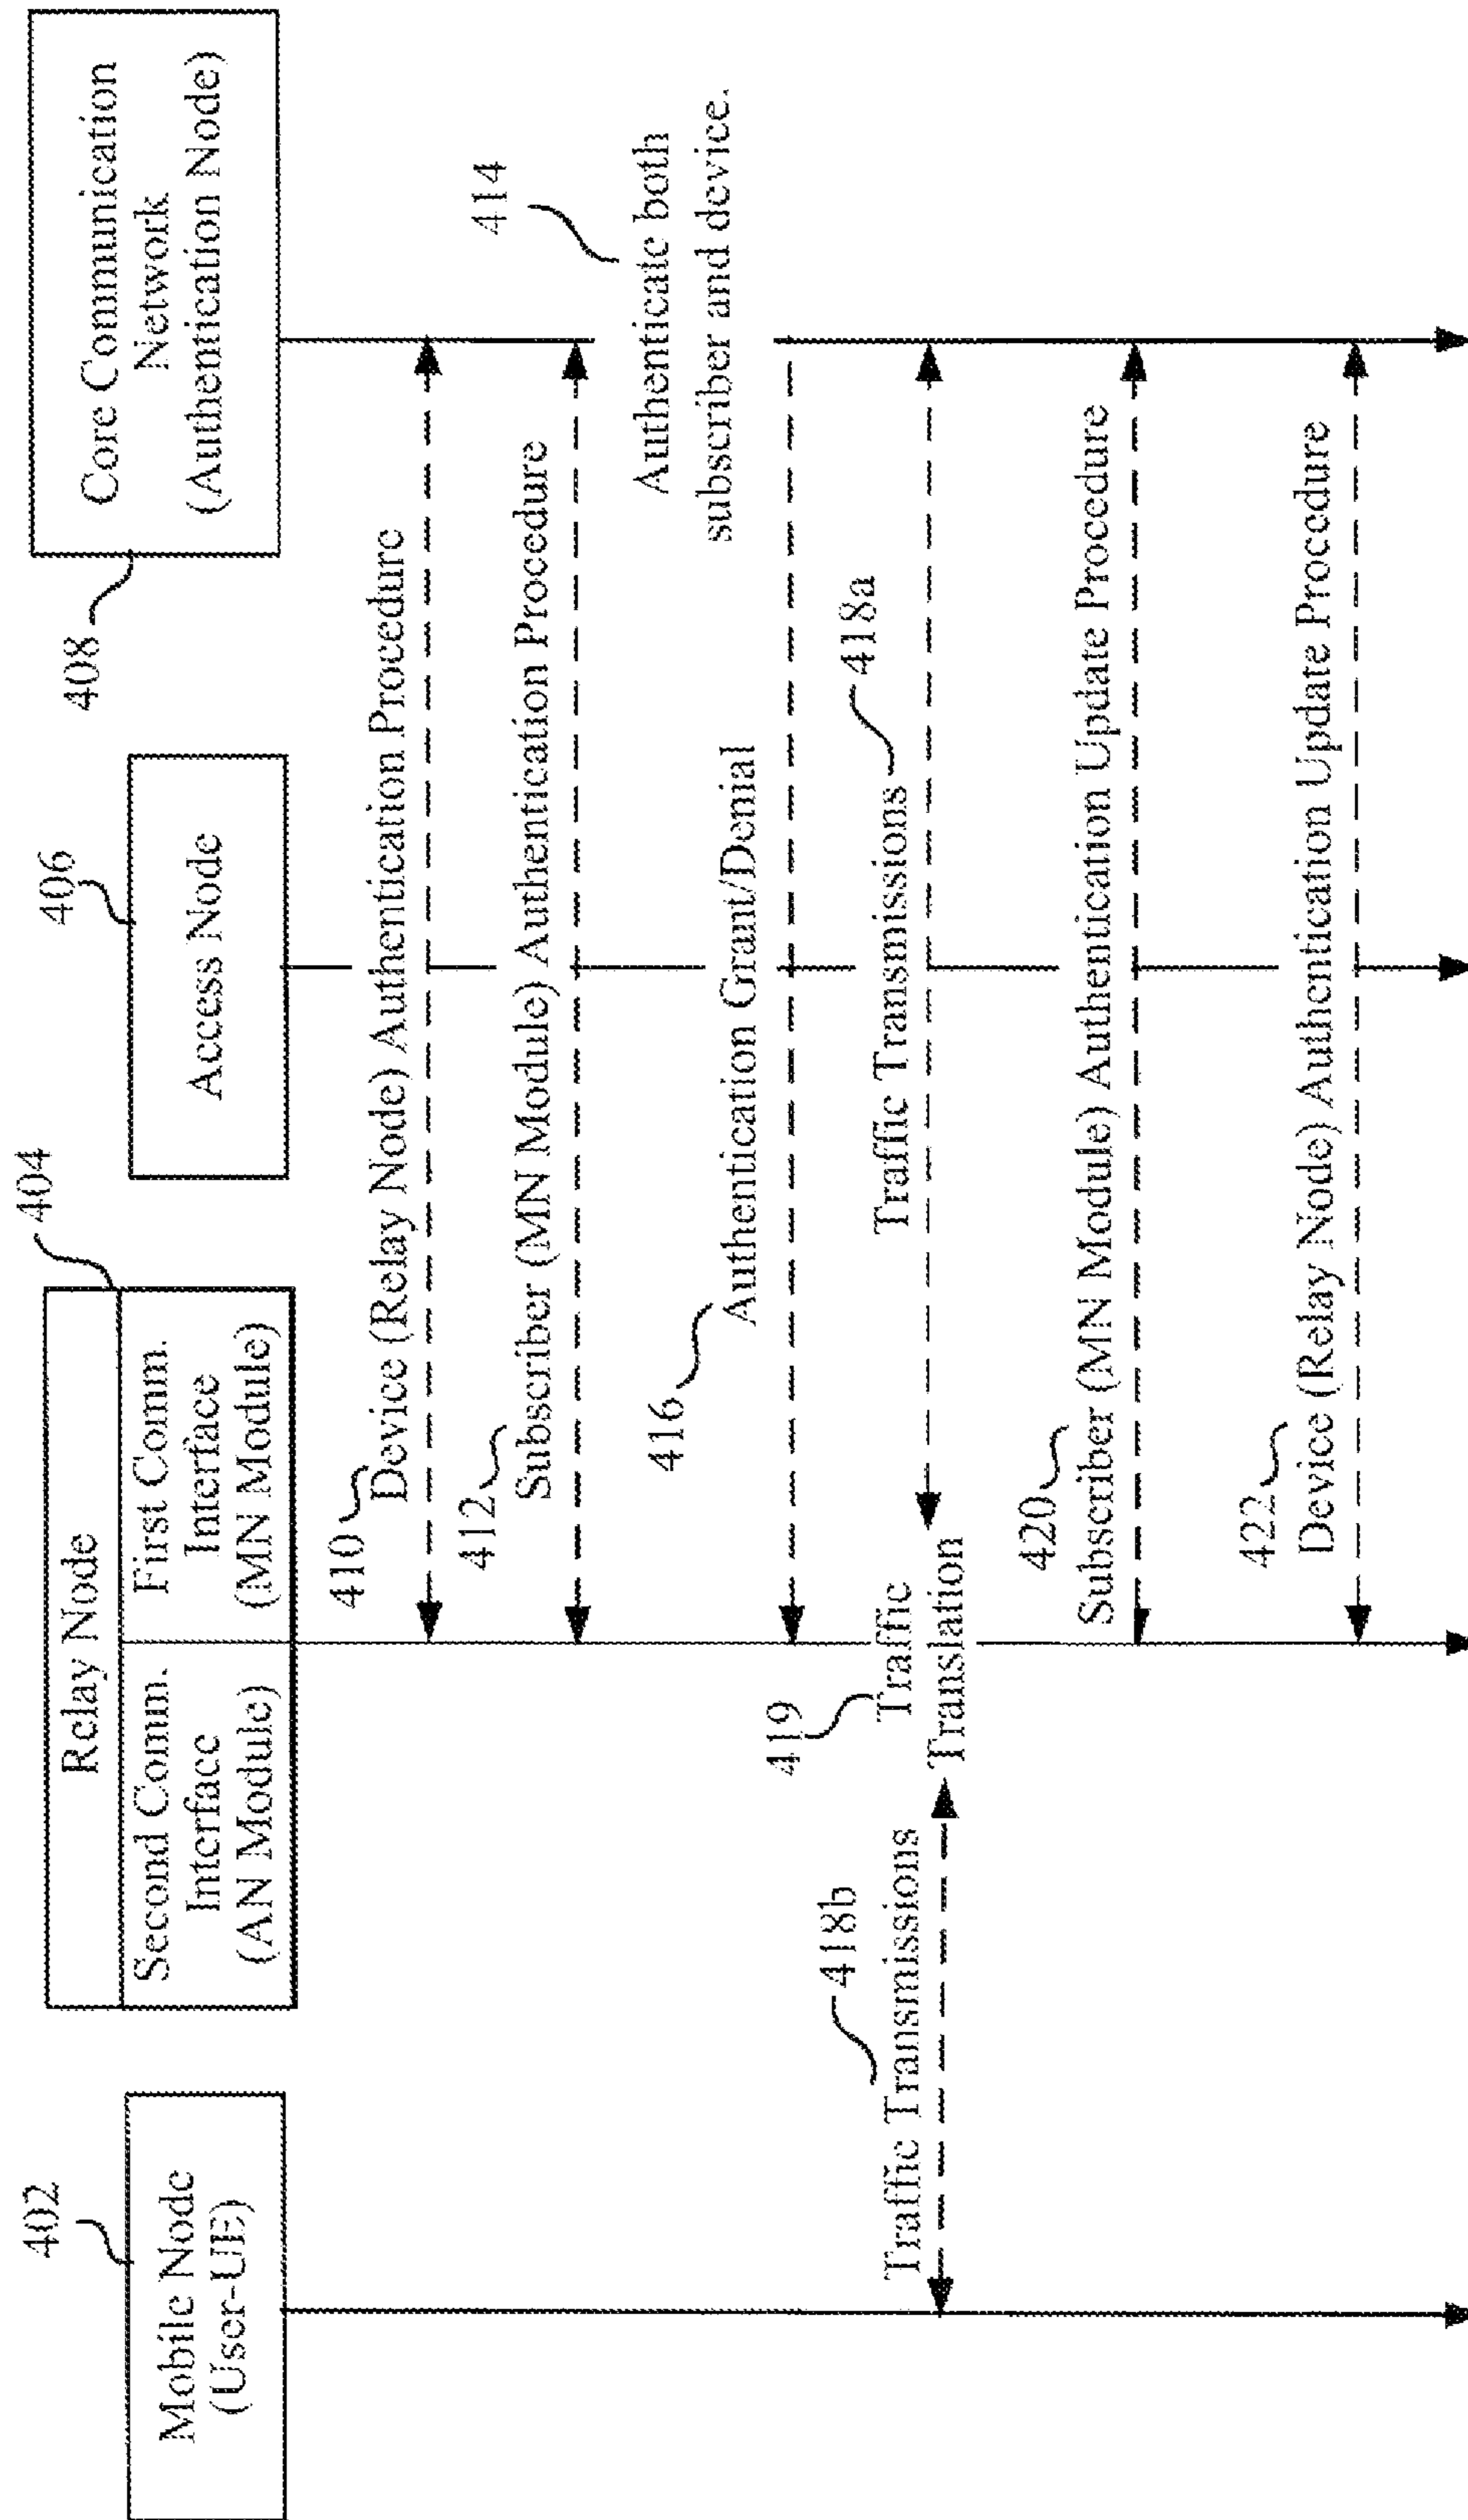 402
Mobile Node
(User-UE)
404
Relay Node
Second Comm.
Interface
(AN Module)
First Comm.
Interface
(MN Module)
406
Access Node
408
Core Communication
Network
(Authentication Node)
410
Device (Relay Node) Authentication Procedure
412
Subscriber (MN Module) Authentication Procedure
414
Authenticate both
subscriber and device.
416
Authentication Grant/Denial
418b
Traffic Transmissions
419
Traffic
Translation
Traffic Transmissions
418a
420
Subscriber (MN Module) Authentication Update Procedure
422
Device (Relay Node) Authentication Update Procedure